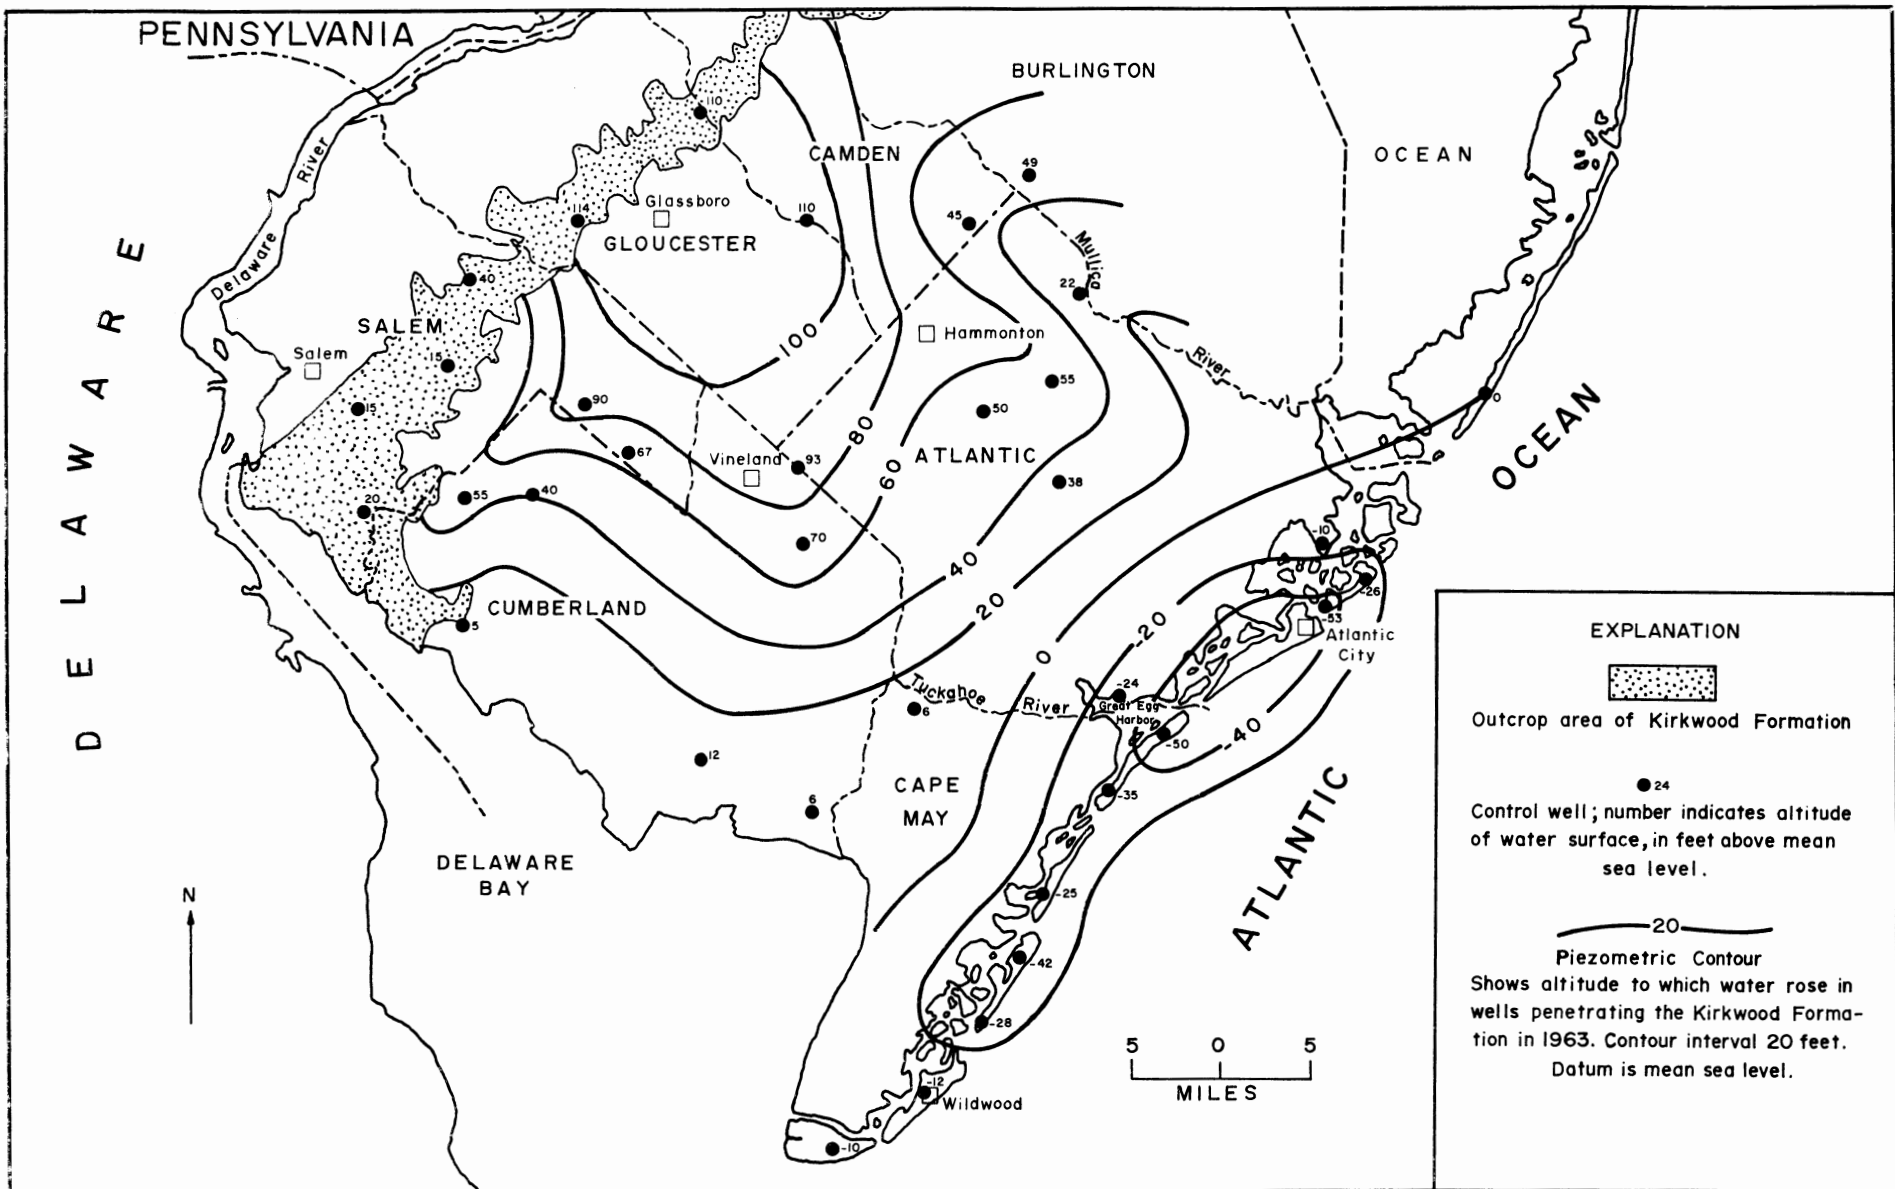 PENNSYLVANIA
BURLINGTON
OCEAN
CAMDEN
110
49
Delaware River
Glassboro
114
110
45
GLOUCESTER
Mullica River
40
22
SALEM
Salem
15
100
Hammonton
15
90
55
50
0
80
67
Vineland
93
60
ATLANTIC
38
55
40
20
70
-10
40
-26
20
-53
CUMBERLAND
5
-20
Atlantic
City
0
-24
Tuckahoe River
6
Great Egg
Harbor
-50
-40
12
6
CAPE
MAY
-35
DELAWARE
BAY
-25
-42
-28
-12
Wildwood
-10
DELAWARE
ATLANTIC OCEAN
N
5 0 5
MILES
EXPLANATION
Outcrop area of Kirkwood Formation
24
Control well; number indicates altitude
of water surface, in feet above mean
sea level.
20
Piezometric Contour
Shows altitude to which water rose in
wells penetrating the Kirkwood Forma-
tion in 1963. Contour interval 20 feet.
Datum is mean sea level.